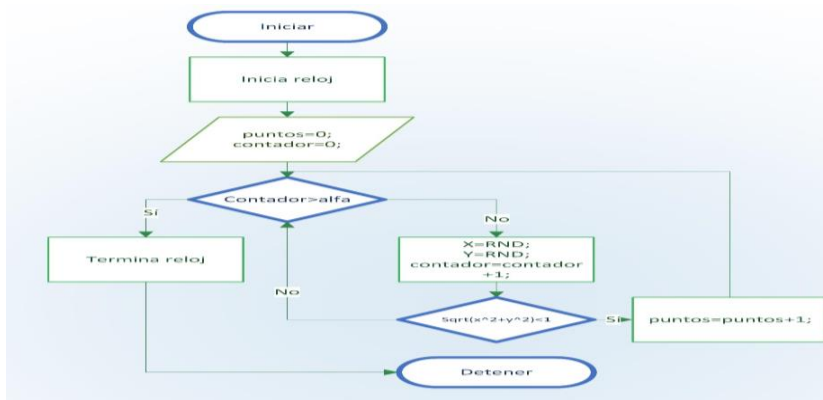 Iniciar
Inicia reloj
puntos=0;
contador=0;
Contador>alfa
Sí
No
Termina reloj
X=RND;
Y=RND;
contador=contador
+1;
No
Sqrt(x^2+y^2)<1
Sí
puntos=puntos+1;
Detener